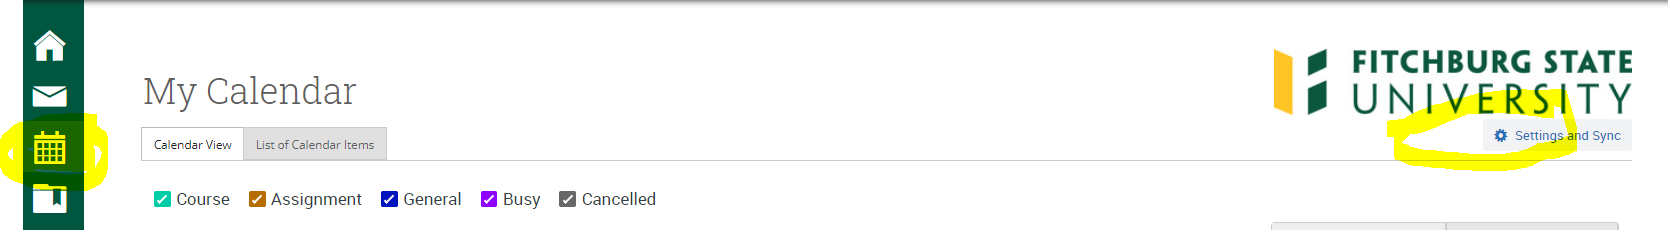 FITCHBURG STATE
UNIVERSITY
My Calendar
Settings and Sync
Calendar View
List of Calendar Items
Course
Assignment
General
Busy
Cancelled